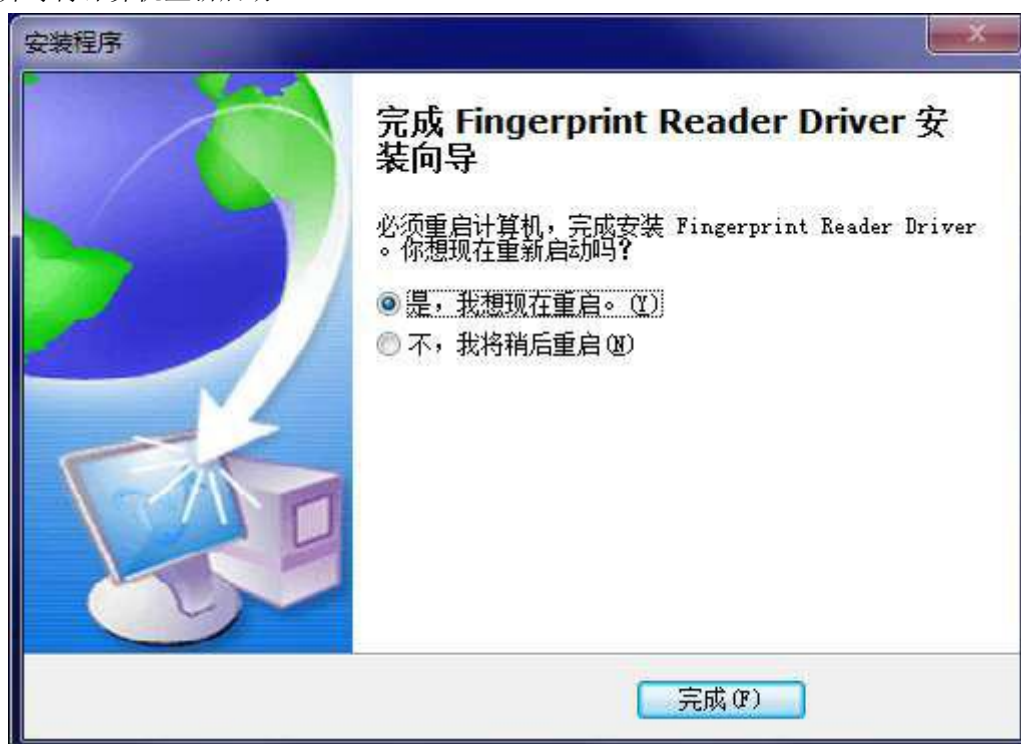 安装程序
完成 Fingerprint Reader Driver 安
装向导
必须重启计算机，完成安装 Fingerprint Reader Driver
。你想现在重新启动吗？
是，我想现在重启。(Y)
不，我将稍后重启(N)
完成(F)